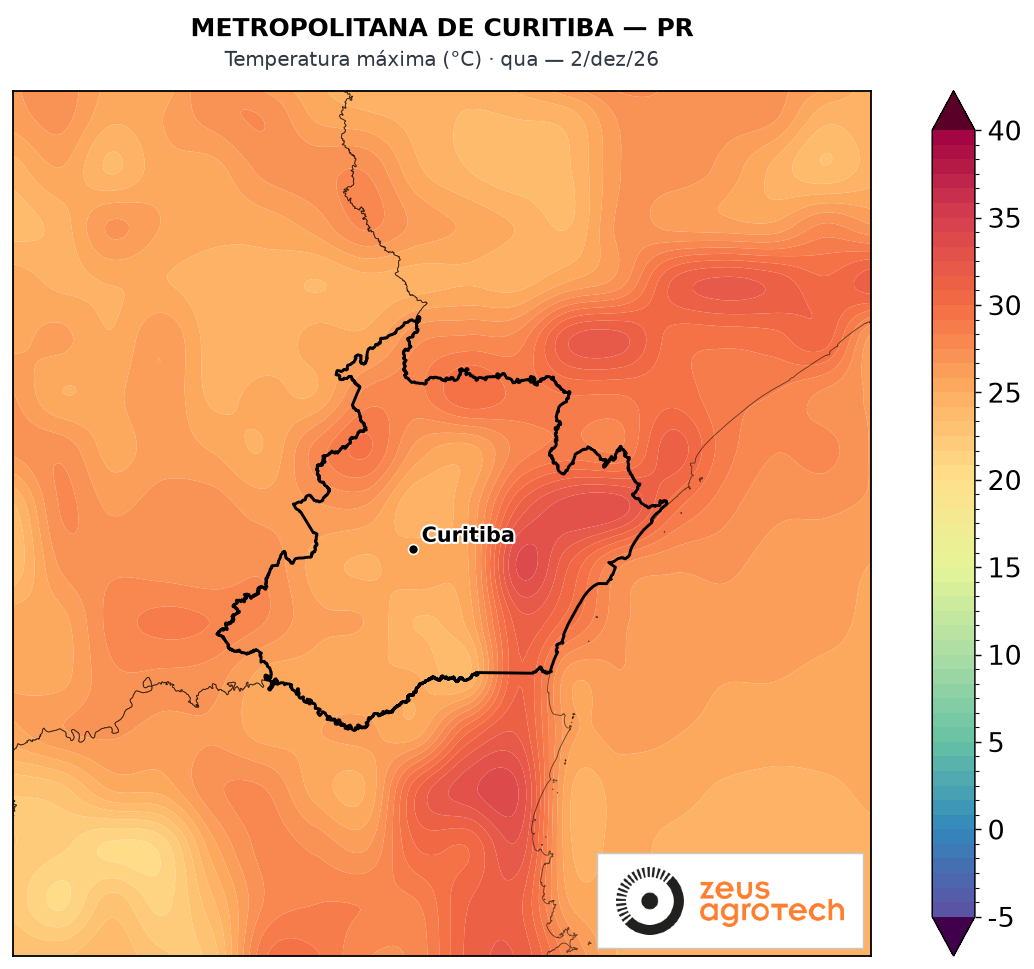 METROPOLITANA DE CURITIBA — PR
Temperatura máxima (°C) · qua — 2/dez/26
40
35
30
25
20
15
10
5
0
-5
Curitiba
zeus
agrotech